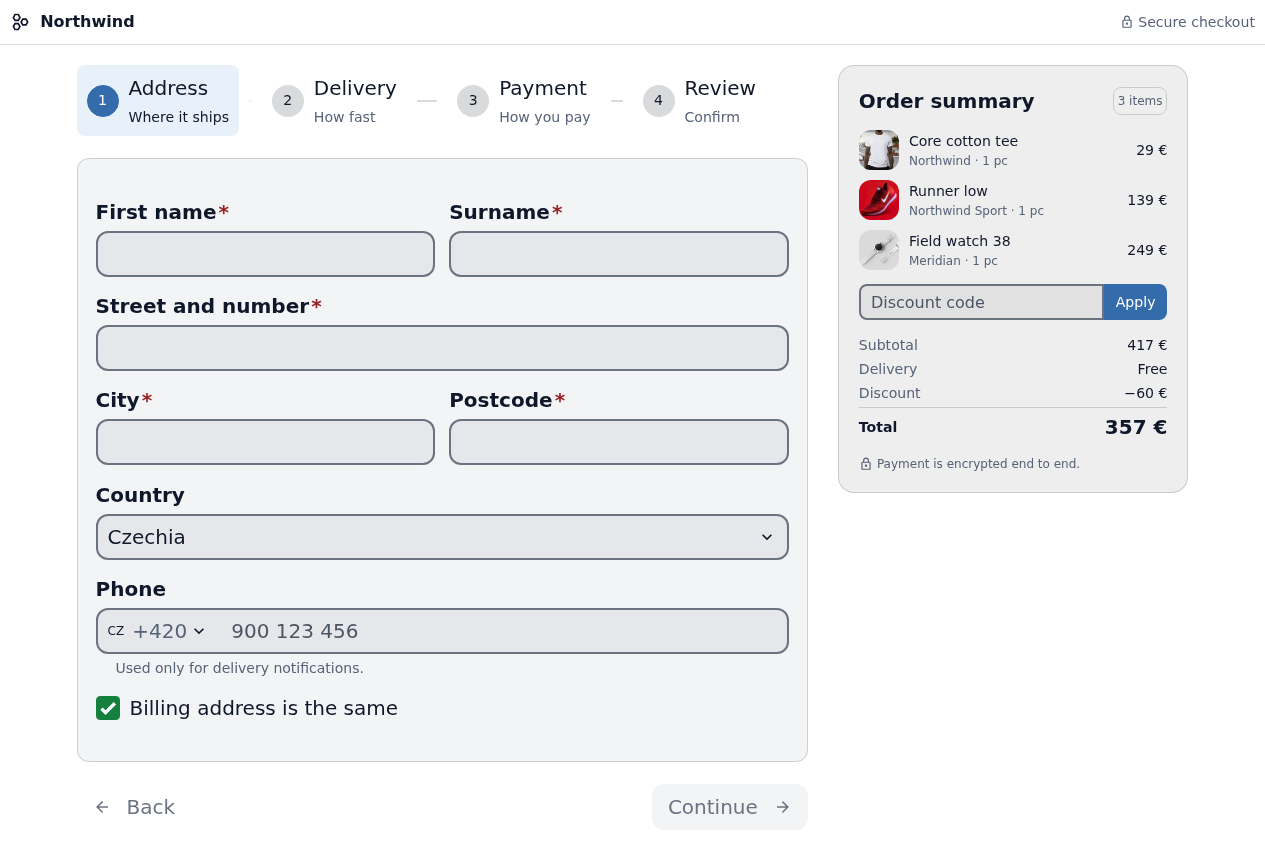 Northwind
Secure checkout
1
Address
Where it ships
2
Delivery
How fast
3
Payment
How you pay
4
Review
Confirm
First name*
Surname*
Street and number*
City*
Postcode*
Country
Czechia
Phone
CZ +420 900 123 456
Used only for delivery notifications.
Billing address is the same
Back
Continue
Order summary
3 items
Core cotton tee
Northwind · 1 pc
29 €
Runner low
Northwind Sport · 1 pc
139 €
Field watch 38
Meridian · 1 pc
249 €
Discount code
Apply
Subtotal 417 €
Delivery Free
Discount −60 €
Total 357 €
Payment is encrypted end to end.